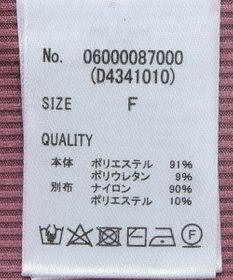 No. 06000087000
(D4341010)
SIZE F
QUALITY
本体 ポリエステル 91%
ポリウレタン 9%
別布 ナイロン 90%
ポリエステル 10%
F